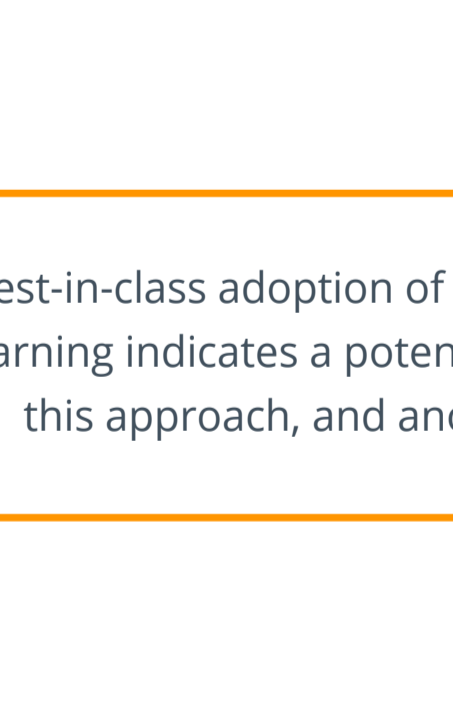 est-in-class adoption of
arning indicates a poten
this approach, and an